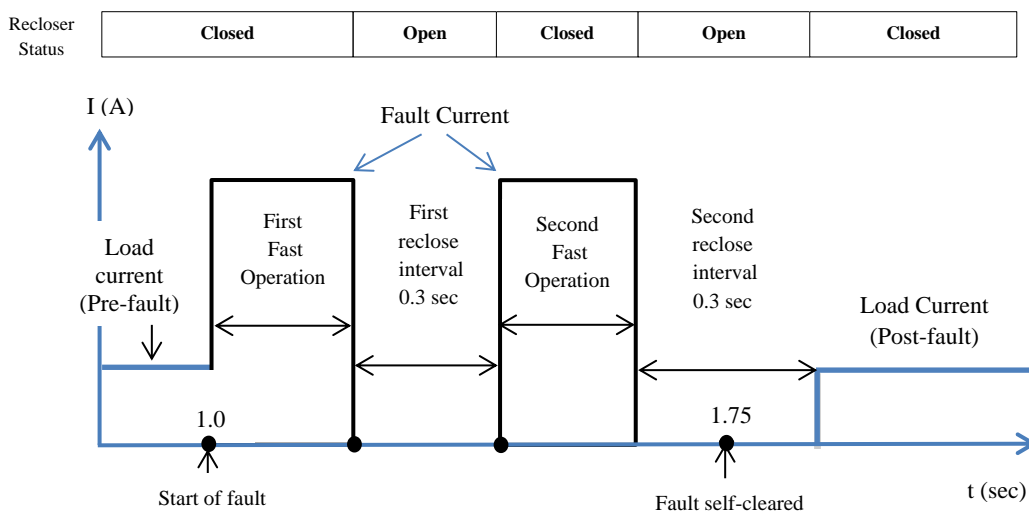 Recloser
Status
Closed
Open
Closed
Open
Closed
I (A)
Fault Current
First
Fast
Operation
First
reclose
interval
0.3 sec
Second
Fast
Operation
Second
reclose
interval
0.3 sec
Load
current
(Pre-fault)
Load Current
(Post-fault)
1.0
1.75
Start of fault
Fault self-cleared
t (sec)